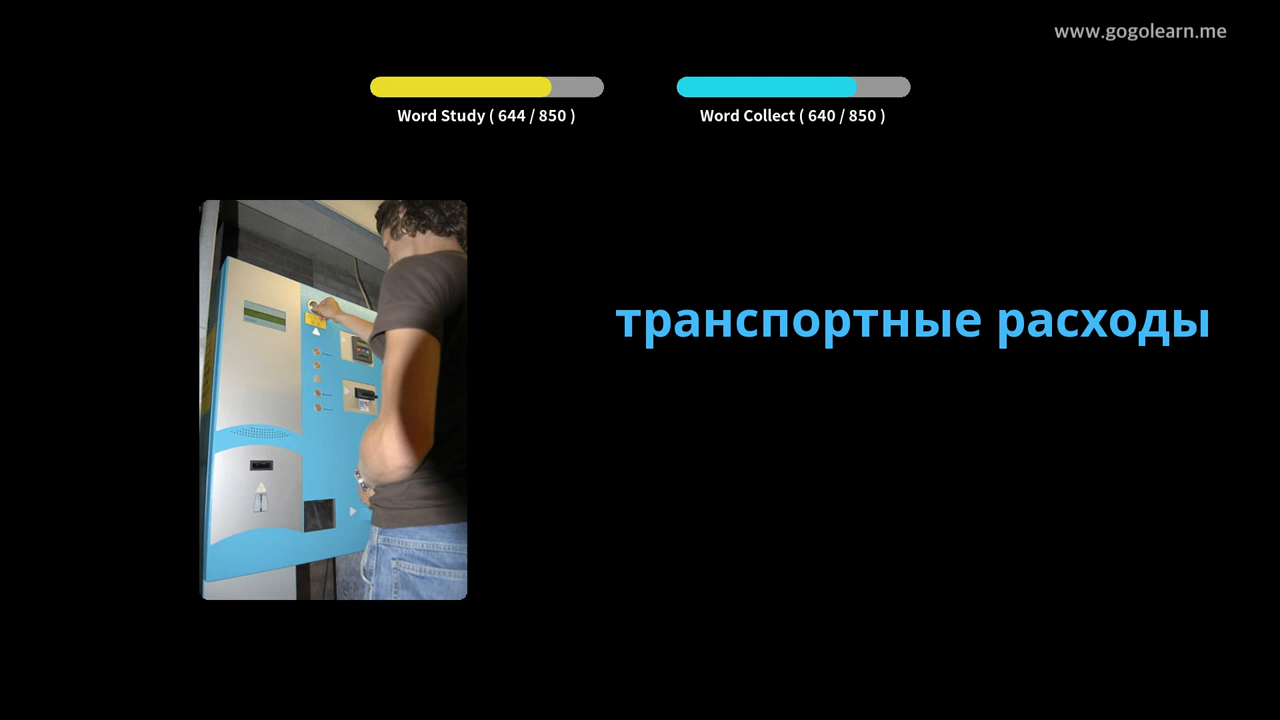 www.gogolearn.me
Word Study ( 644 / 850 )
Word Collect ( 640 / 850 )
транспортные расходы